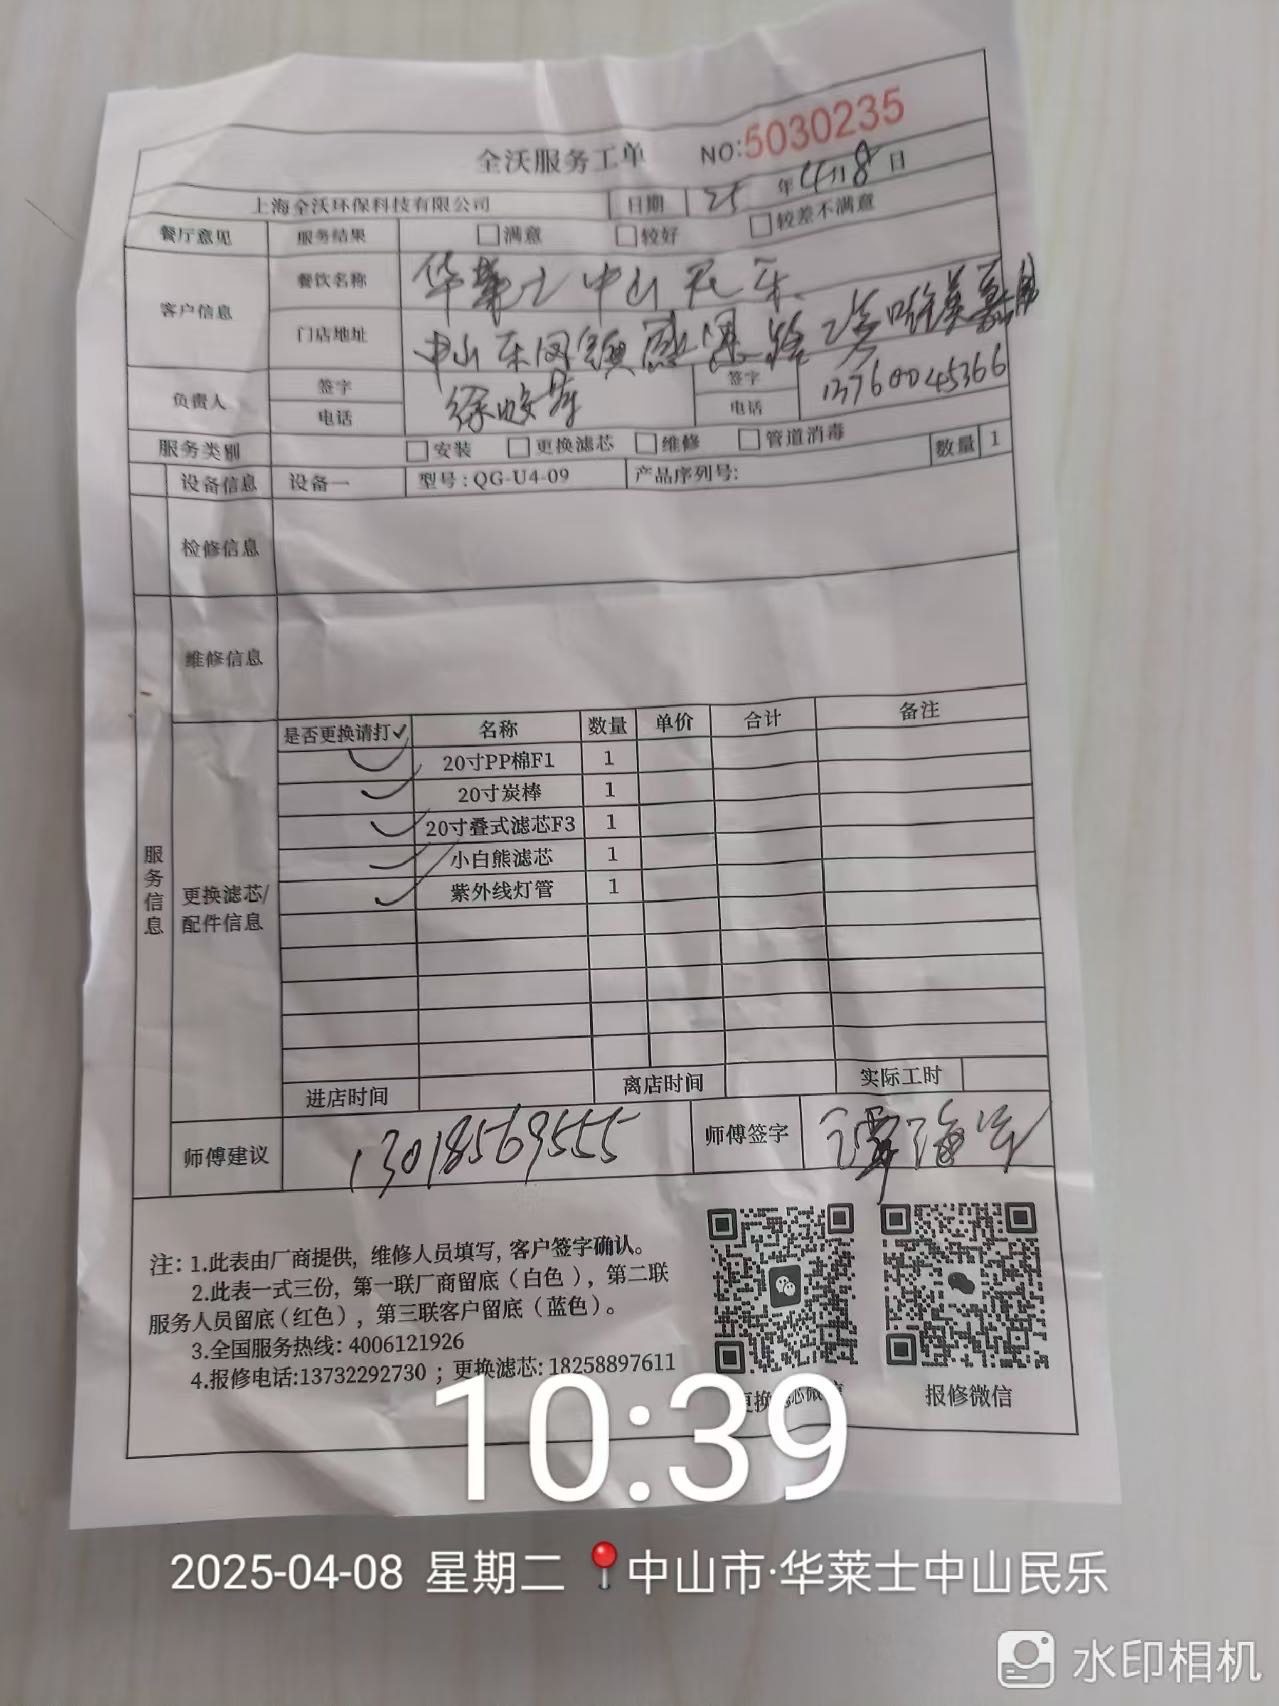 全沃服务工单 NO:5030235
上海全沃环保科技有限公司 日期 25 年4月8日
餐厅意见 服务结果 □满意 □较好 □较差不满意
客户信息 餐饮名称 华莱士中山民乐
门店地址 中山东凤镇
负责人 签字 签字
电话 徐 电话 13760045366
服务类别 □安装 □更换滤芯 □维修 □管道消毒
设备信息 设备一 型号:QG-U4-09 产品序列号: 数量 1
检修信息
维修信息
是否更换请打✓ 名称 数量 单价 合计 备注
✓ 20寸PP棉F1 1
✓ 20寸炭棒 1
✓ 20寸叠式滤芯F3 1
✓ 小白熊滤芯 1
✓ 紫外线灯管 1
服务信息
更换滤芯/
配件信息
进店时间 离店时间 实际工时
师傅建议 13018569555 师傅签字 谭海
注:1.此表由厂商提供,维修人员填写,客户签字确认。
2.此表一式三份,第一联厂商留底(白色),第二联
服务人员留底(红色),第三联客户留底(蓝色)。
3.全国服务热线:4006121926
4.报修电话:13732292730 ;更换滤芯:18258897611
更换滤芯微信 报修微信
10:39
2025-04-08 星期二 中山市·华莱士中山民乐
水印相机